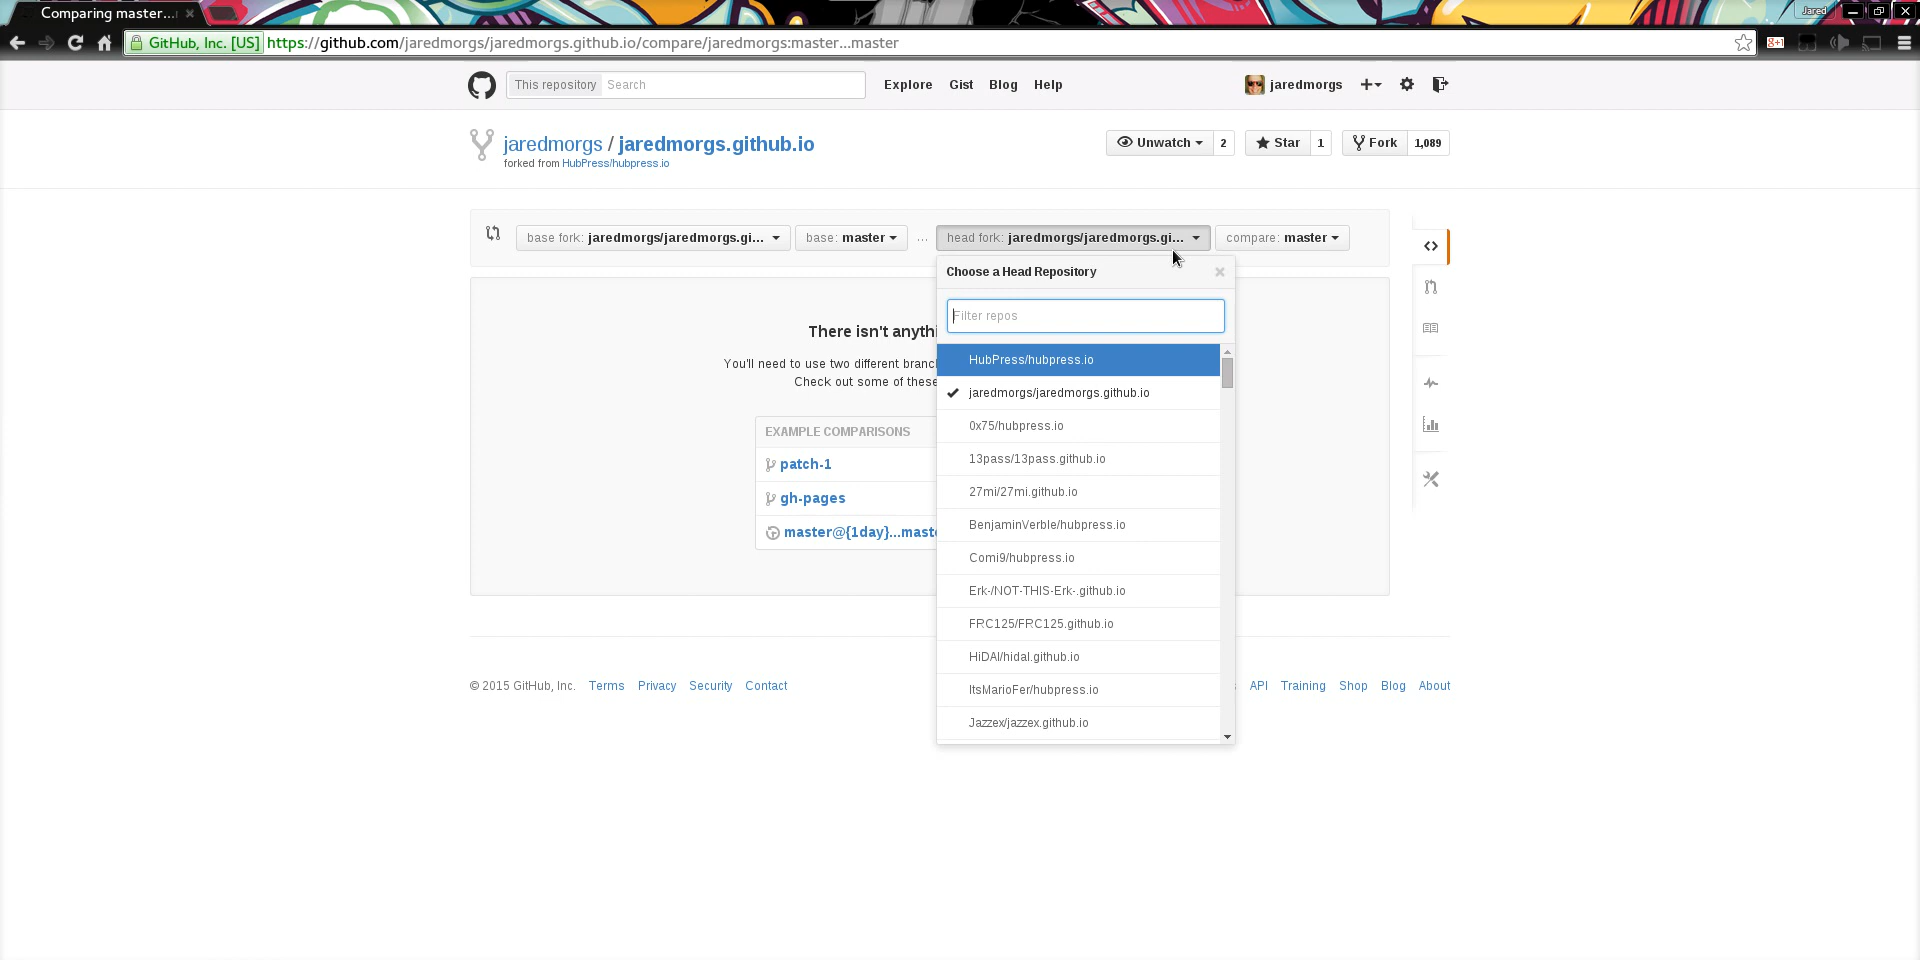 Comparing master...
Jared
GitHub, Inc. [US] https://github.com/jaredmorgs/jaredmorgs.github.io/compare/jaredmorgs:master...master
g+1
This repository Search Explore Gist Blog Help jaredmorgs
jaredmorgs / jaredmorgs.github.io
forked from HubPress/hubpress.io
Unwatch 2 Star 1 Fork 1,089
base fork: jaredmorgs/jaredmorgs.gi... base: master ... head fork: jaredmorgs/jaredmorgs.gi... compare: master
Choose a Head Repository
Filter repos
HubPress/hubpress.io
jaredmorgs/jaredmorgs.github.io
0x75/hubpress.io
13pass/13pass.github.io
27mi/27mi.github.io
BenjaminVerble/hubpress.io
Comi9/hubpress.io
Erk-/NOT-THIS-Erk-.github.io
FRC125/FRC125.github.io
HiDAl/hidal.github.io
ItsMarioFer/hubpress.io
Jazzex/jazzex.github.io
There isn't anythi
You'll need to use two different branc
Check out some of these
EXAMPLE COMPARISONS
patch-1
gh-pages
master@{1day}...mast
© 2015 GitHub, Inc. Terms Privacy Security Contact
API Training Shop Blog About